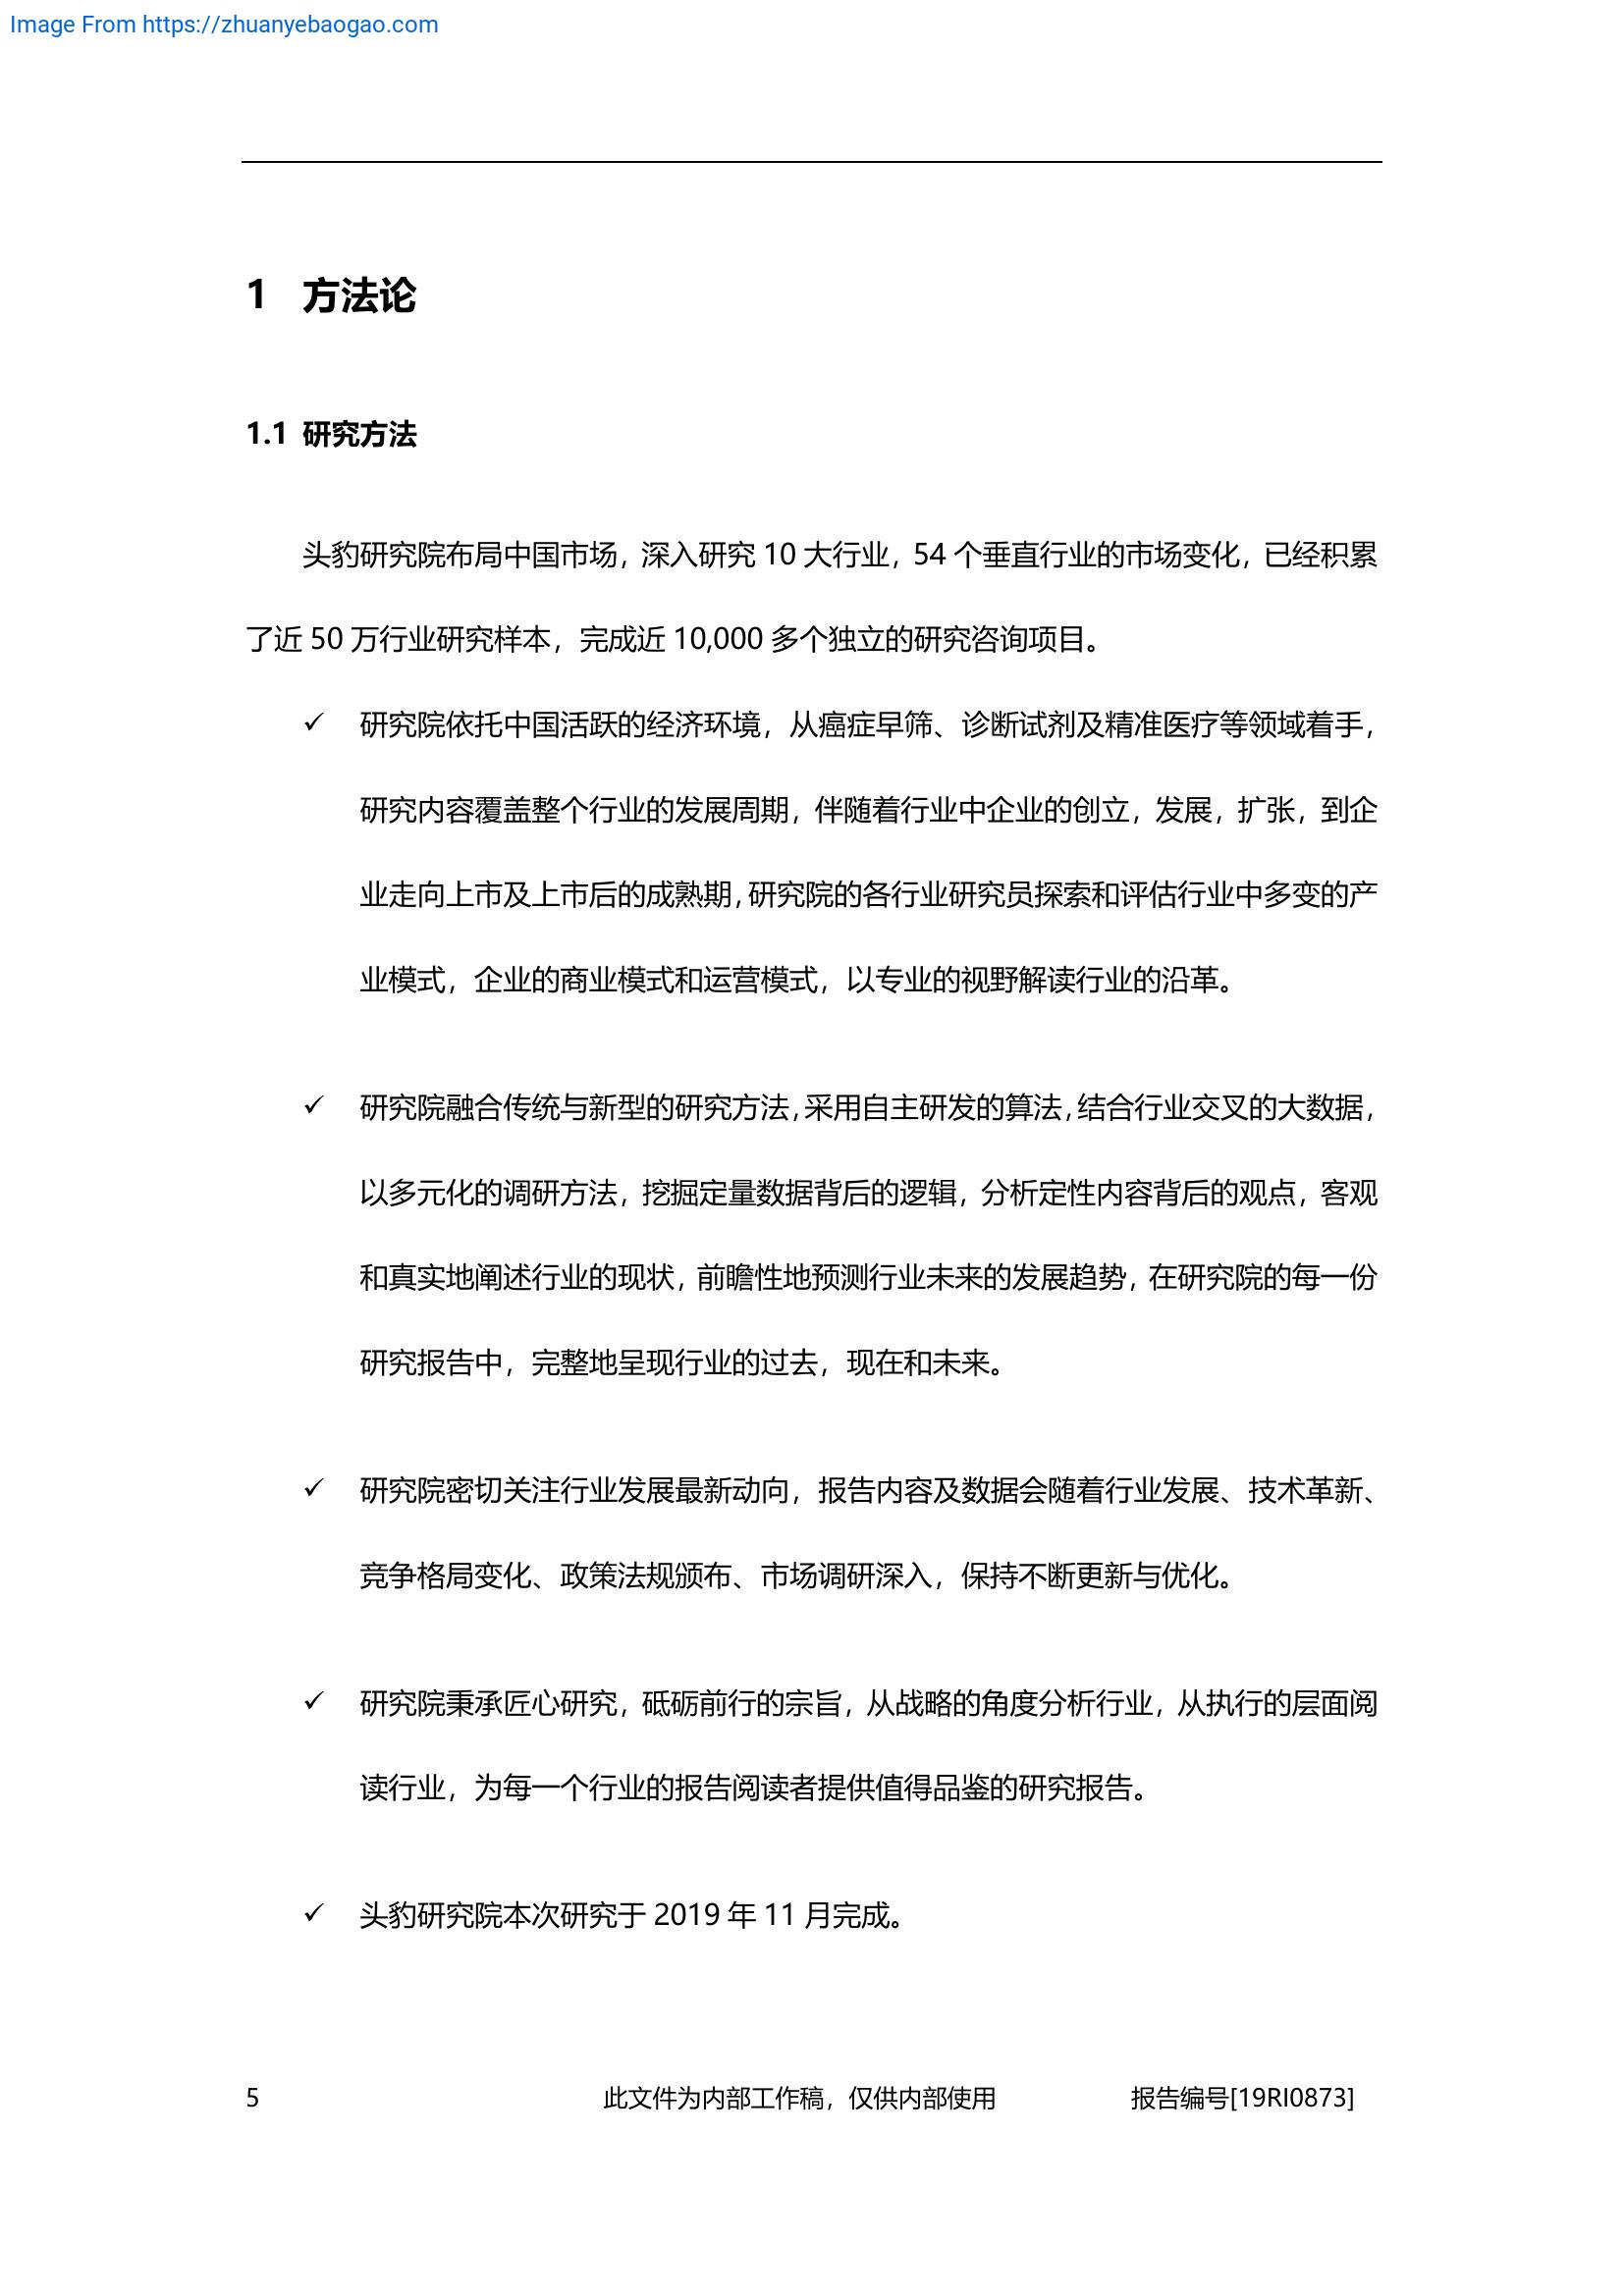 Image From https://zhuanyebaogao.com
1 方法论
1.1 研究方法
头豹研究院布局中国市场，深入研究 10 大行业，54 个垂直行业的市场变化，已经积累
了近 50 万行业研究样本，完成近 10,000 多个独立的研究咨询项目。
✓ 研究院依托中国活跃的经济环境，从癌症早筛、诊断试剂及精准医疗等领域着手，
研究内容覆盖整个行业的发展周期，伴随着行业中企业的创立，发展，扩张，到企
业走向上市及上市后的成熟期，研究院的各行业研究员探索和评估行业中多变的产
业模式，企业的商业模式和运营模式，以专业的视野解读行业的沿革。
✓ 研究院融合传统与新型的研究方法，采用自主研发的算法，结合行业交叉的大数据，
以多元化的调研方法，挖掘定量数据背后的逻辑，分析定性内容背后的观点，客观
和真实地阐述行业的现状，前瞻性地预测行业未来的发展趋势，在研究院的每一份
研究报告中，完整地呈现行业的过去，现在和未来。
✓ 研究院密切关注行业发展最新动向，报告内容及数据会随着行业发展、技术革新、
竞争格局变化、政策法规颁布、市场调研深入，保持不断更新与优化。
✓ 研究院秉承匠心研究，砥砺前行的宗旨，从战略的角度分析行业，从执行的层面阅
读行业，为每一个行业的报告阅读者提供值得品鉴的研究报告。
✓ 头豹研究院本次研究于 2019 年 11 月完成。
5 此文件为内部工作稿，仅供内部使用 报告编号[19RI0873]